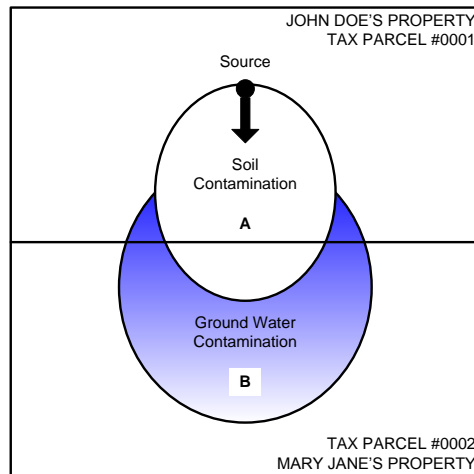 JOHN DOE'S PROPERTY
TAX PARCEL #0001
Source
Soil
Contamination
A
Ground Water
Contamination
B
TAX PARCEL #0002
MARY JANE'S PROPERTY